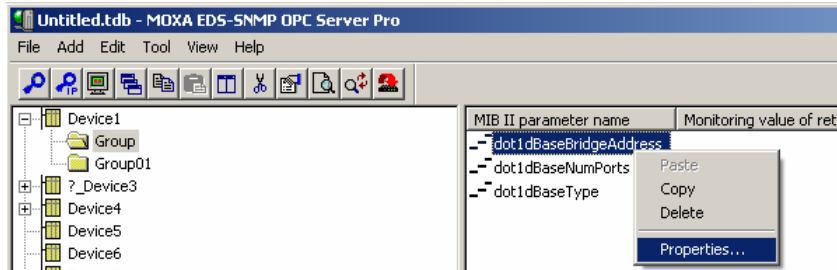 Untitled.tdb - MOXA EDS-SNMP OPC Server Pro
File Add Edit Tool View Help
IP
Device1
Group
Group01
?_Device3
Device4
Device5
Device6
MIB II parameter name Monitoring value of ret
dot1dBaseBridgeAddress
dot1dBaseNumPorts
dot1dBaseType
Paste
Copy
Delete
Properties...